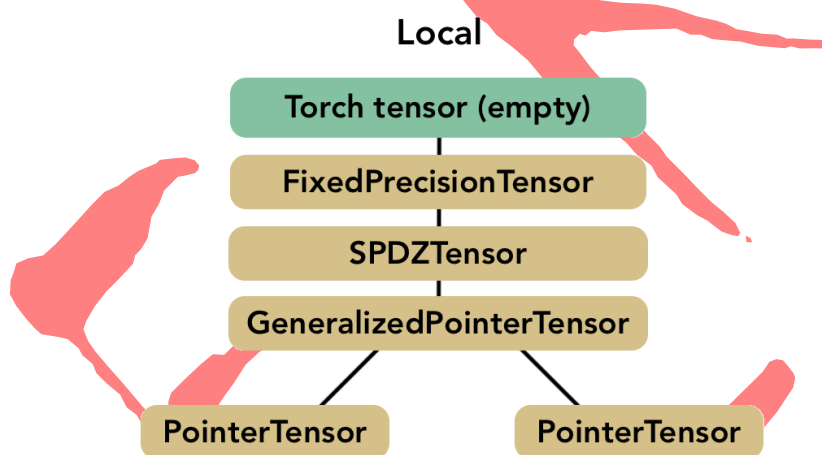 Local
Torch tensor (empty)
FixedPrecisionTensor
SPDZTensor
GeneralizedPointerTensor
PointerTensor PointerTensor